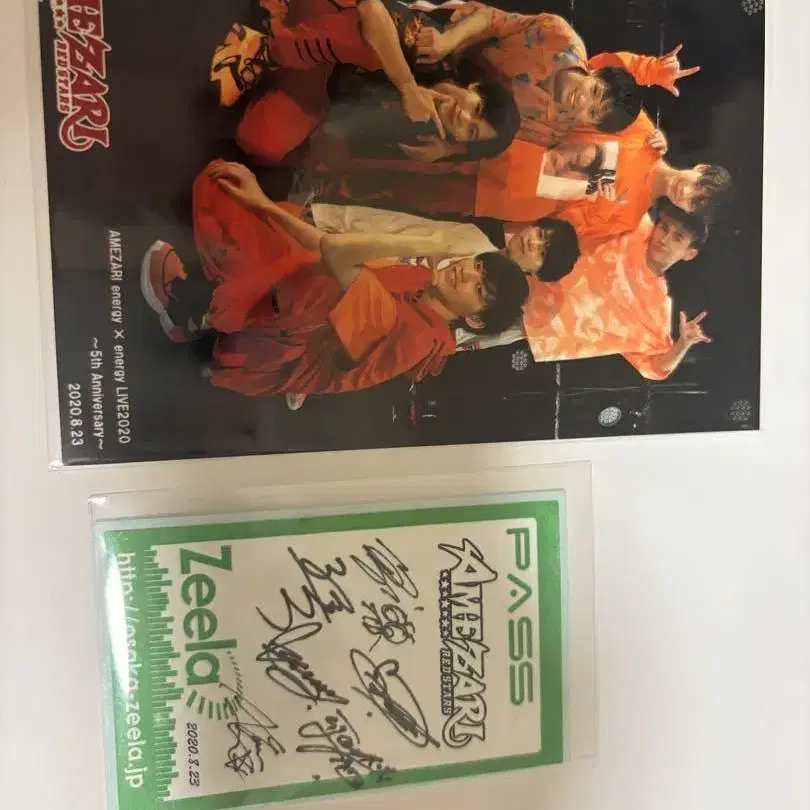 AMEZARI
RED STARS
AMEZARI energy × energy LIVE2020
～5th Anniversary～
2020.8.23
PASS
AMEZARI
RED STARS
2020.8.23
Zeela
http://osaka-zeela.jp